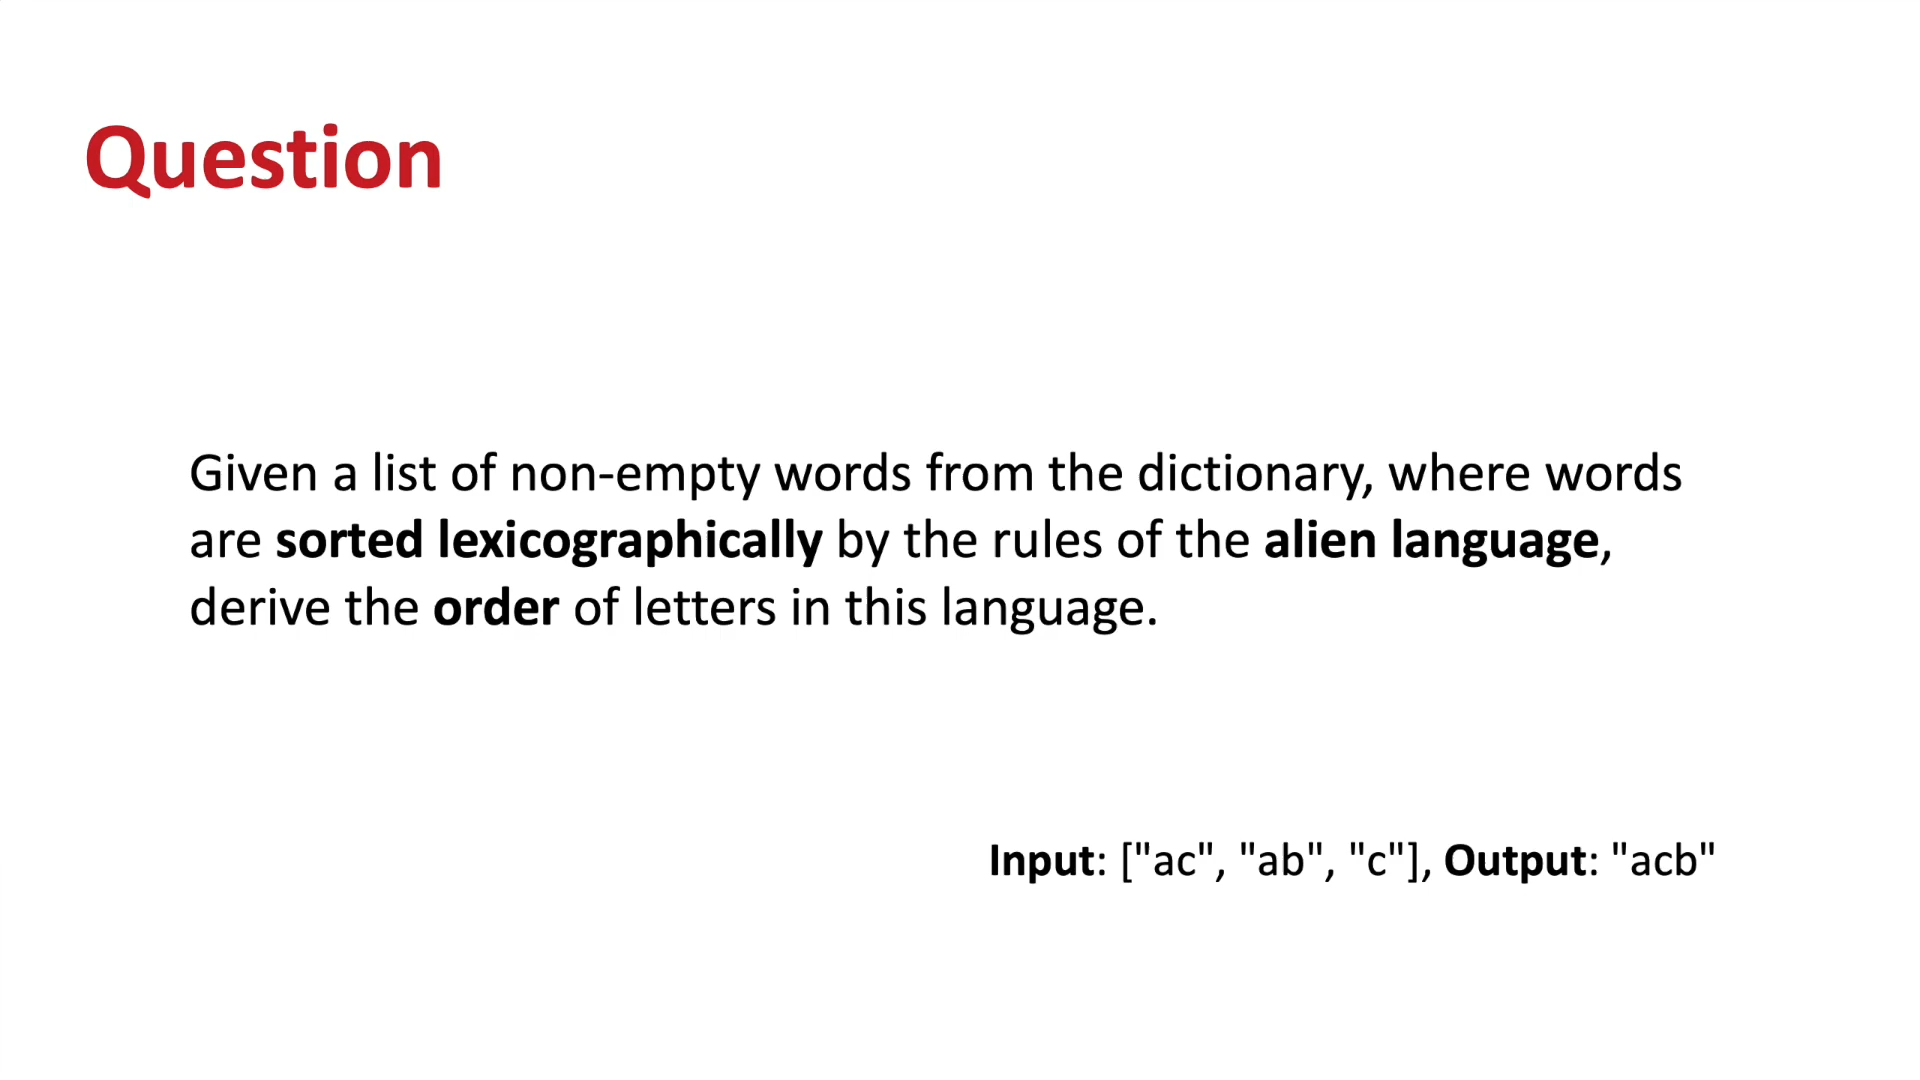 Question
Given a list of non-empty words from the dictionary, where words
are sorted lexicographically by the rules of the alien language,
derive the order of letters in this language.
Input: ["ac", "ab", "c"], Output: "acb"